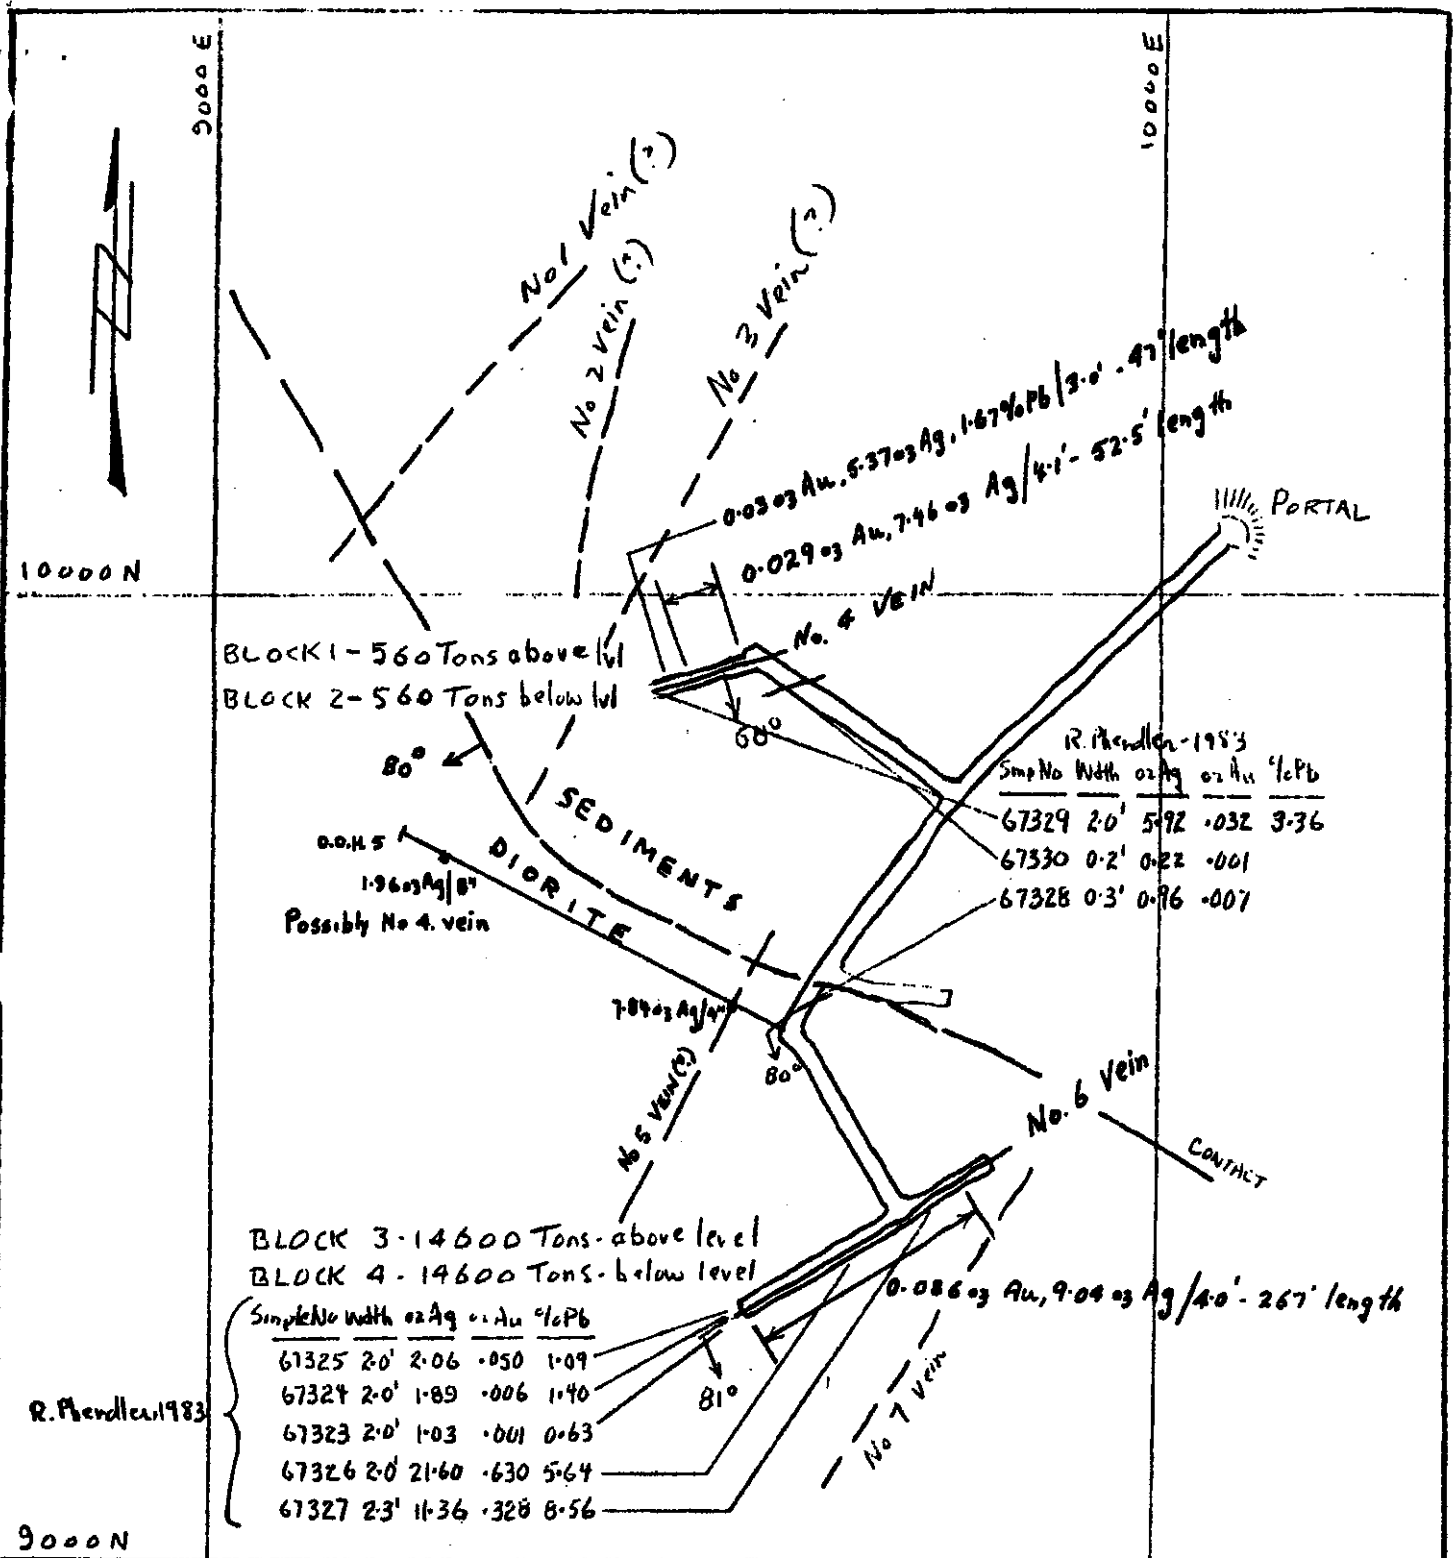 9000 E
10000 E
No 1 Vein (?)
No 2 vein (?)
No 3 Vein (?)
0.03 oz Au, 5.37 oz Ag, 1.67% Pb / 3.0' - 47' length
0.029 oz Au, 7.46 oz Ag / 4.1' - 52.5' length
PORTAL
10000 N
No. 4 VEIN
BLOCK 1 - 560 Tons above lvl
BLOCK 2 - 560 Tons below lvl
68°
80°
R. Phendler - 1983
Smp No Width oz Ag oz Au % Pb
67329 2.0' 5.92 .032 3.36
67330 0.2' 0.22 .001
67328 0.3' 0.96 .007
SEDIMENTS
DIORITE
D.D.H. 5
1.96 oz Ag / 8"
Possibly No 4. vein
7.84 oz Ag / 4"
80°
No 5 VEIN (?)
No. 6 Vein
CONTACT
BLOCK 3 - 14600 Tons - above level
BLOCK 4 - 14600 Tons - below level
0.086 oz Au, 9.04 oz Ag / 4.0' - 267' length
Smple No Width oz Ag oz Au % Pb
67325 2.0' 2.06 .050 1.09
67324 2.0' 1.89 .006 1.40
67323 2.0' 1.03 .001 0.63
67326 2.0' 21.60 .630 5.64
67327 2.3' 11.36 .328 8.56
R. Phendler, 1983
81°
No 7 Vein
9000 N